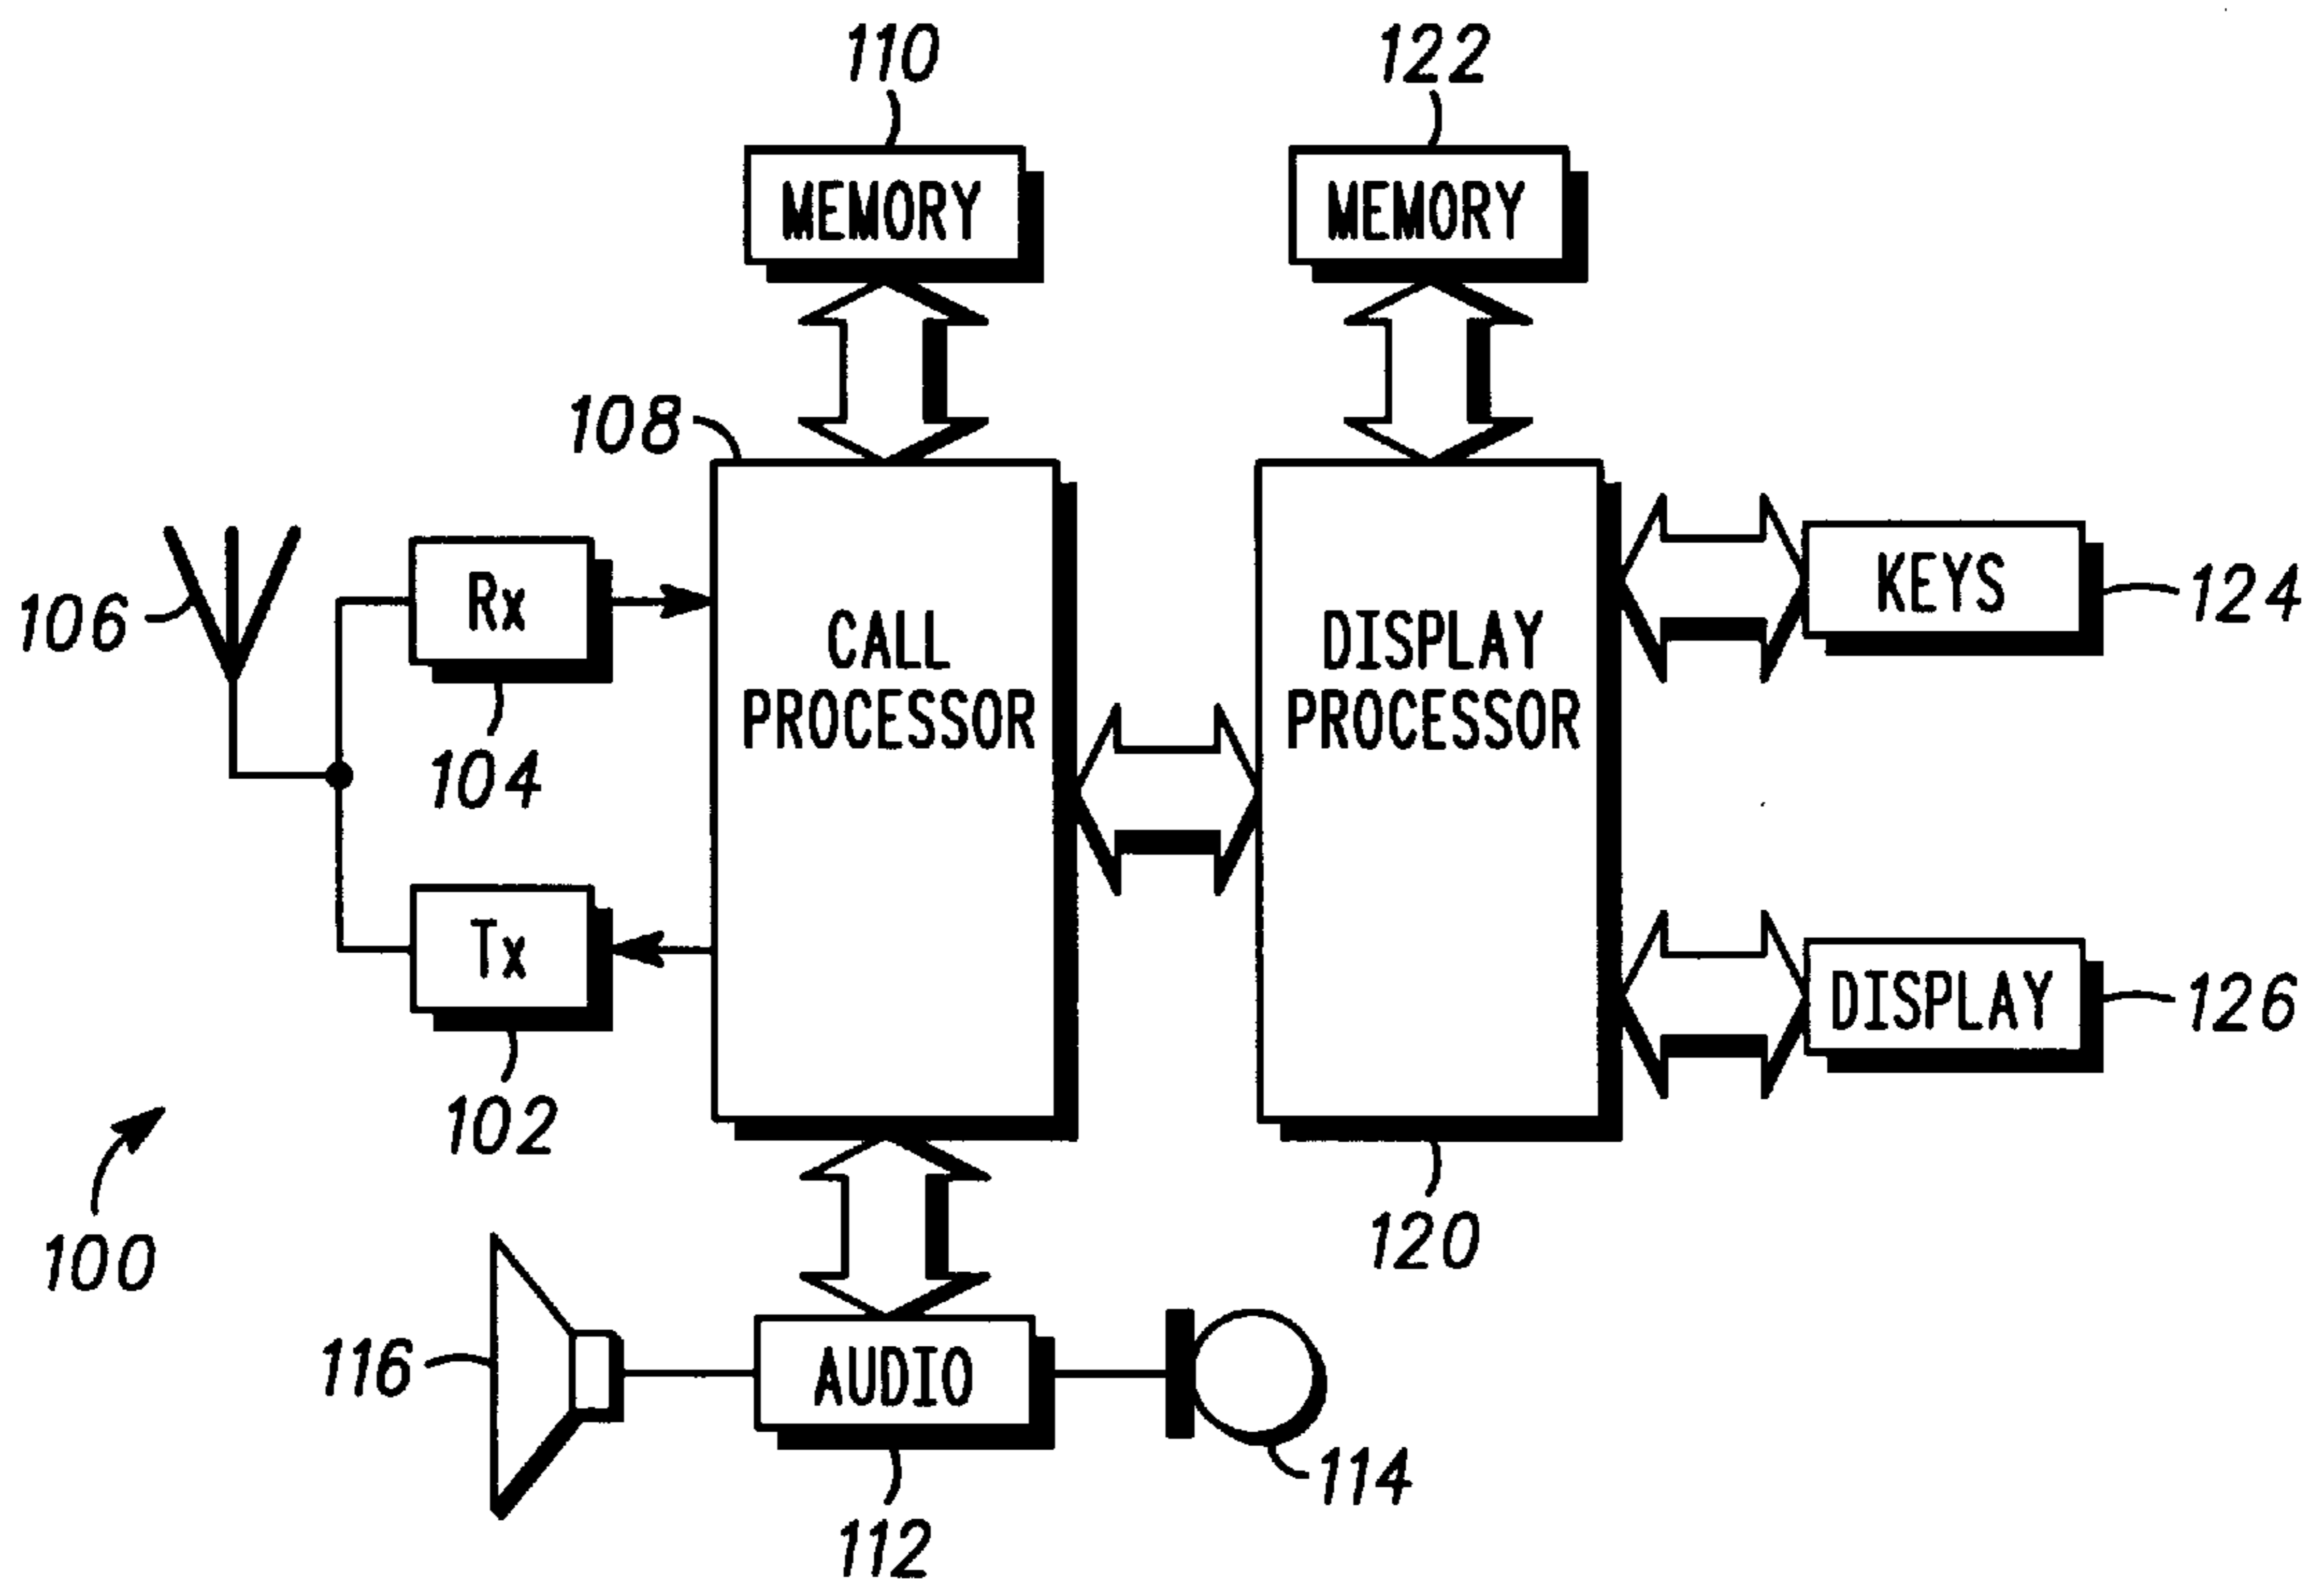 110
122
MEMORY
MEMORY
108
106
Rx
104
CALL
PROCESSOR
DISPLAY
PROCESSOR
KEYS
124
Tx
102
DISPLAY
126
100
120
116
AUDIO
114
112